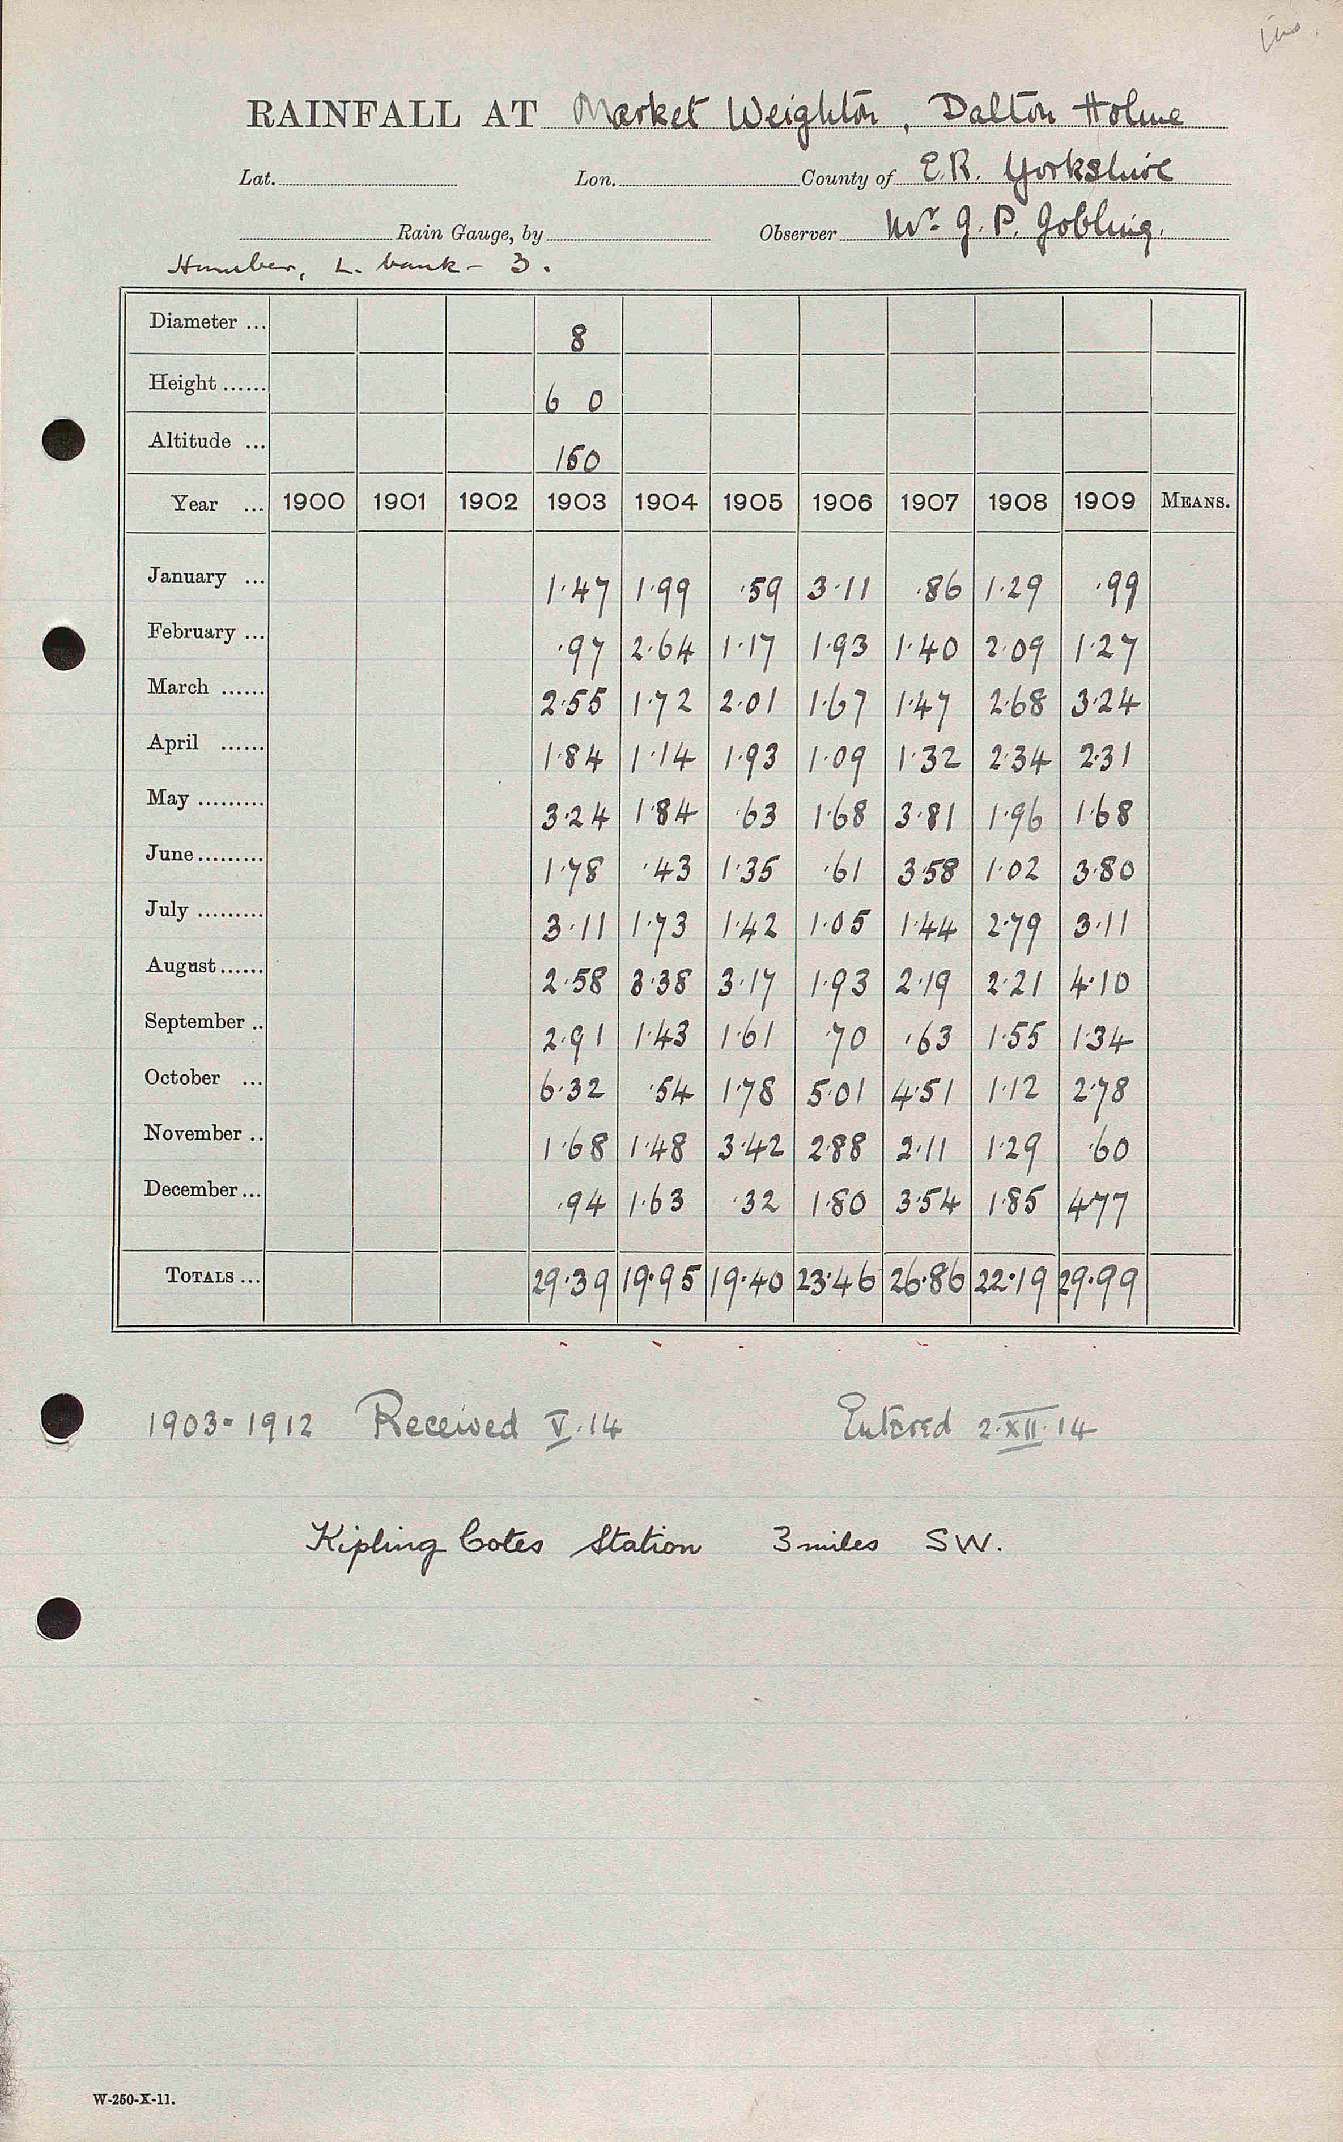 RAINFALL AT Market Weighton, Dalton Holme
Lat. Lon. County of E.R. Yorkshire
Rain Gauge, by Observer Mr. G. P. Gobling.
Humber, L. bank - 3.
Diameter ... 8
Height ...... 6 0
Altitude ... 150
Year ... 1900 1901 1902 1903 1904 1905 1906 1907 1908 1909 MEANS.
January ... 1·47 1·99 ·59 3·11 ·86 1·29 ·99
February ... ·97 2·64 1·17 1·93 1·40 2·09 1·27
March ...... 2·55 1·72 2·01 1·67 1·47 2·68 3·24
April ...... 1·84 1·14 1·93 1·09 1·32 2·34 2·31
May ......... 3·24 1·84 ·63 1·68 3·81 1·96 1·68
June ......... 1·78 ·43 1·35 ·61 3·58 1·02 3·80
July ......... 3·11 1·73 1·42 1·05 1·44 2·79 3·11
August ...... 2·58 3·38 3·17 1·93 2·19 2·21 4·10
September .. 2·91 1·43 1·61 ·70 ·63 1·55 1·34
October ... 6·32 ·54 1·78 5·01 4·51 1·12 2·78
November .. 1·68 1·48 3·42 2·88 2·11 1·29 ·60
December ... ·94 1·63 ·32 1·80 3·54 1·85 4·77
TOTALS ... 29·39 19·95 19·40 23·46 26·86 22·19 29·99
1903-1912 Received V.14 Entered 2.XII.14
Kipling Cotes Station 3 miles SW.
W-250-X-11.